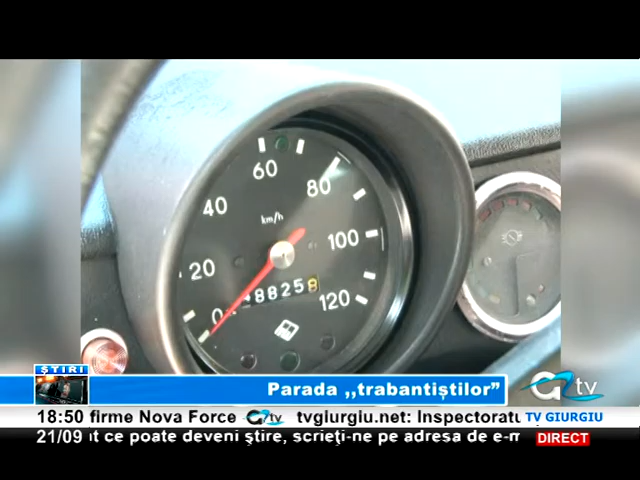 60
80
40
km/h
100
20
0
88258
120
ŞTIRI
Parada ,,trabantiştilor"
tv
18:50 firme Nova Force tv tvgiurgiu.net: Inspectoratu
TV GIURGIU
21/09 ıt ce poate deveni ştire, scrieţi-ne pe adresa de e-m
DIRECT